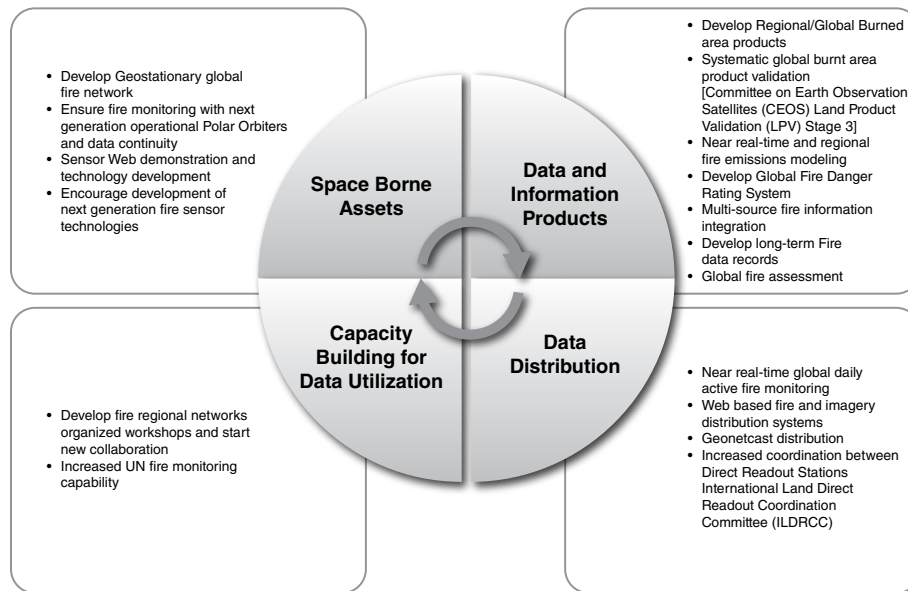 • Develop Geostationary global
fire network
• Ensure fire monitoring with next
generation operational Polar Orbiters
and data continuity
• Sensor Web demonstration and
technology development
• Encourage development of
next generation fire sensor
technologies
Space Borne
Assets
Data and
Information
Products
• Develop Regional/Global Burned
area products
• Systematic global burnt area
product validation
[Committee on Earth Observation
Satellites (CEOS) Land Product
Validation (LPV) Stage 3]
• Near real-time and regional
fire emissions modeling
• Develop Global Fire Danger
Rating System
• Multi-source fire information
integration
• Develop long-term Fire
data records
• Global fire assessment
• Develop fire regional networks
organized workshops and start
new collaboration
• Increased UN fire monitoring
capability
Capacity
Building for
Data Utilization
Data
Distribution
• Near real-time global daily
active fire monitoring
• Web based fire and imagery
distribution systems
• Geonetcast distribution
• Increased coordination between
Direct Readout Stations
International Land Direct
Readout Coordination
Committee (ILDRCC)